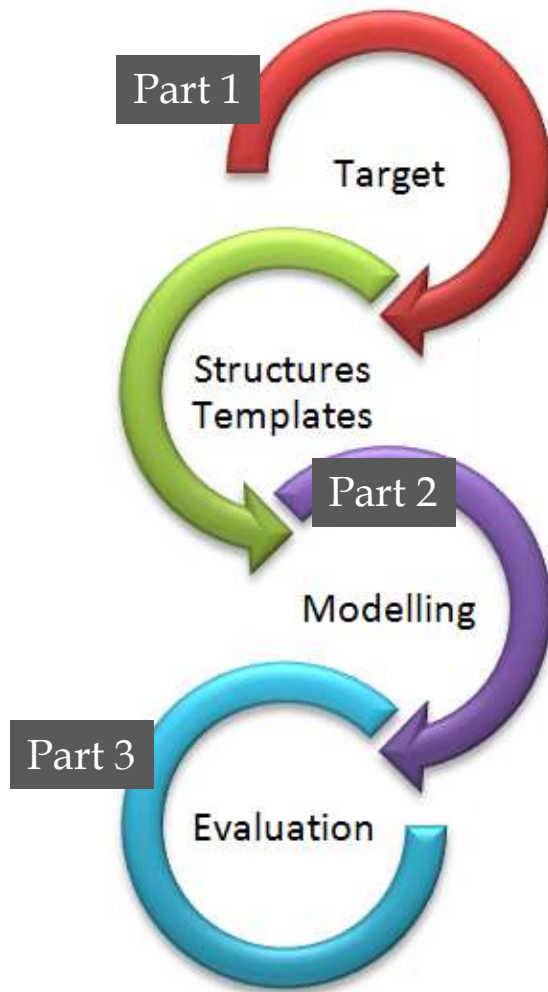 Part 1
Target
Structures
Templates
Part 2
Modelling
Part 3
Evaluation